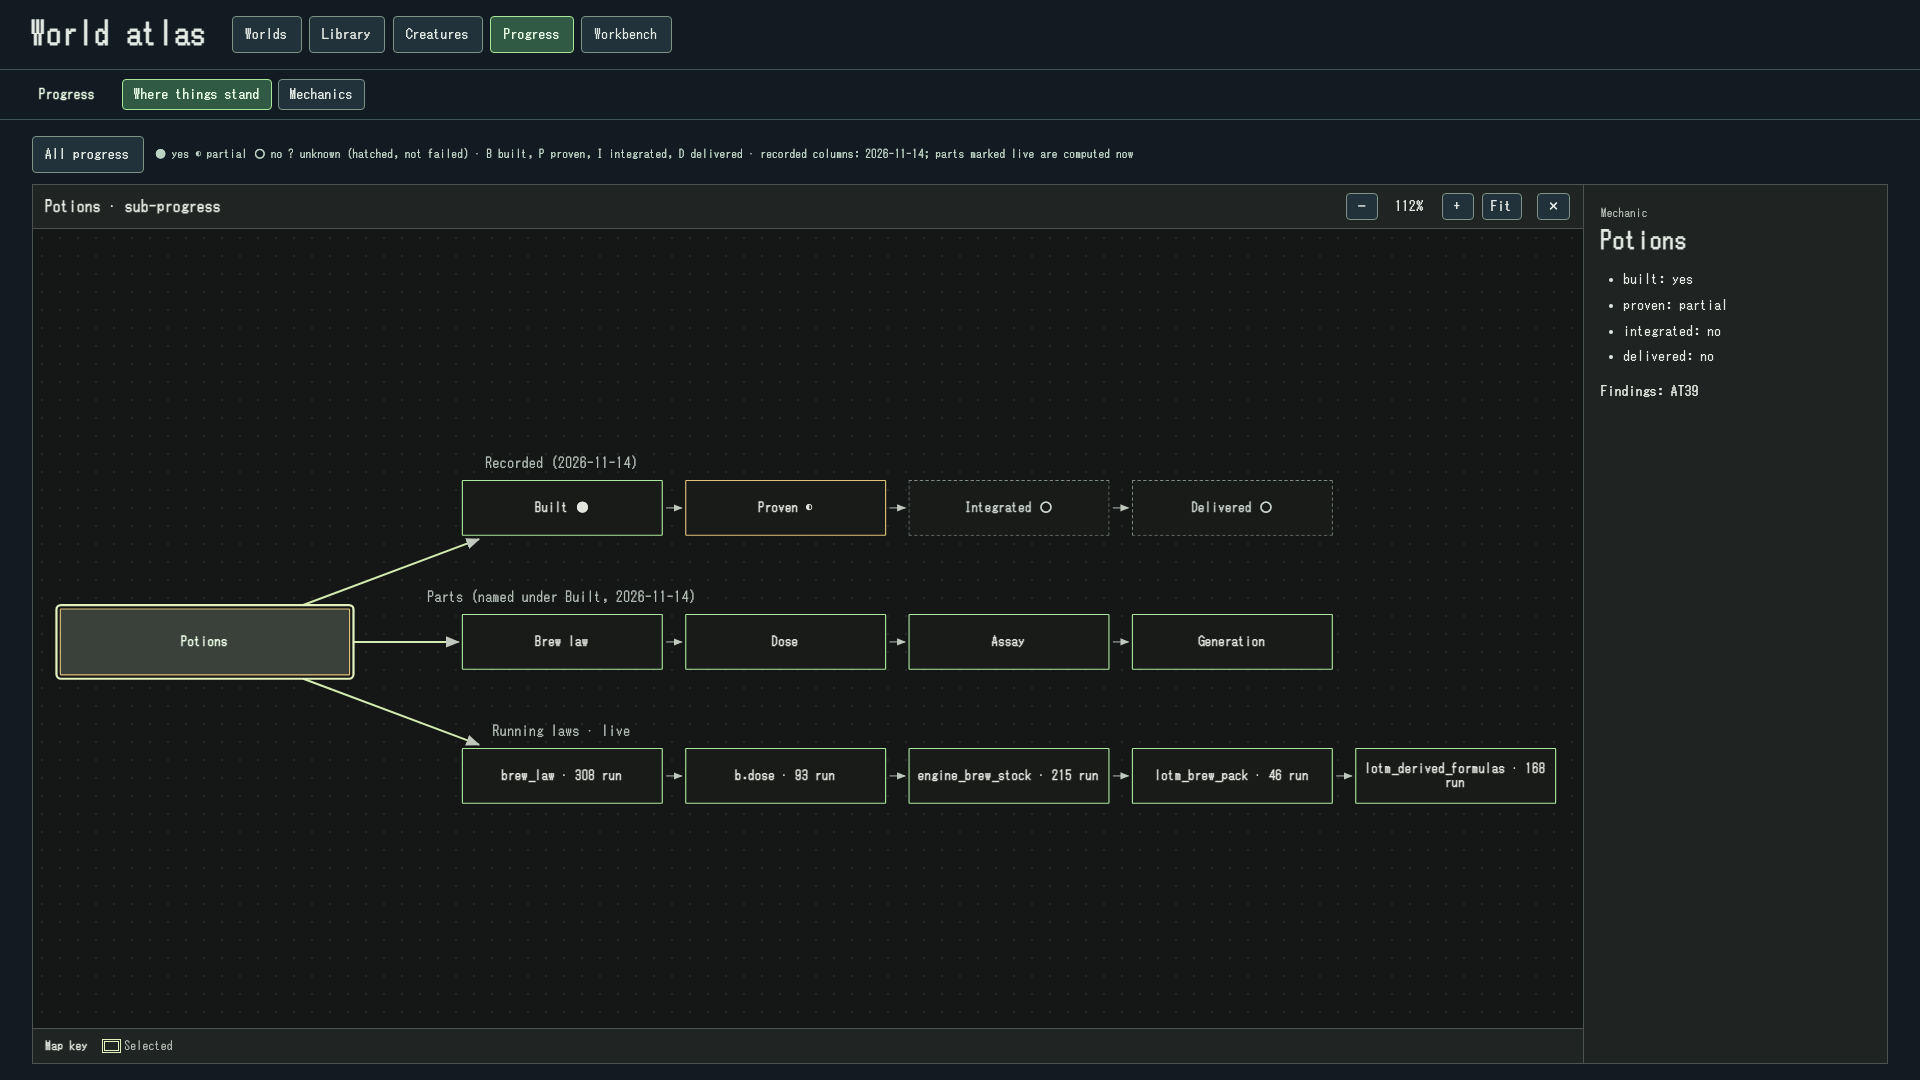 World atlas
Worlds
Library
Creatures
Progress
Workbench
Progress
Where things stand
Mechanics
All progress
● yes ◐ partial ○ no ? unknown (hatched, not failed) · B built, P proven, I integrated, D delivered · recorded columns: 2026-11-14; parts marked live are computed now
Potions · sub-progress
−
112%
+
Fit
×
Recorded (2026-11-14)
Built ●
Proven ◐
Integrated ○
Delivered ○
Parts (named under Built, 2026-11-14)
Potions
Brew law
Dose
Assay
Generation
Running laws · live
brew_law · 308 run
b.dose · 93 run
engine_brew_stock · 215 run
lotm_brew_pack · 46 run
lotm_derived_formulas · 168
run
Map key
Selected
Mechanic
Potions
• built: yes
• proven: partial
• integrated: no
• delivered: no
Findings: AT39